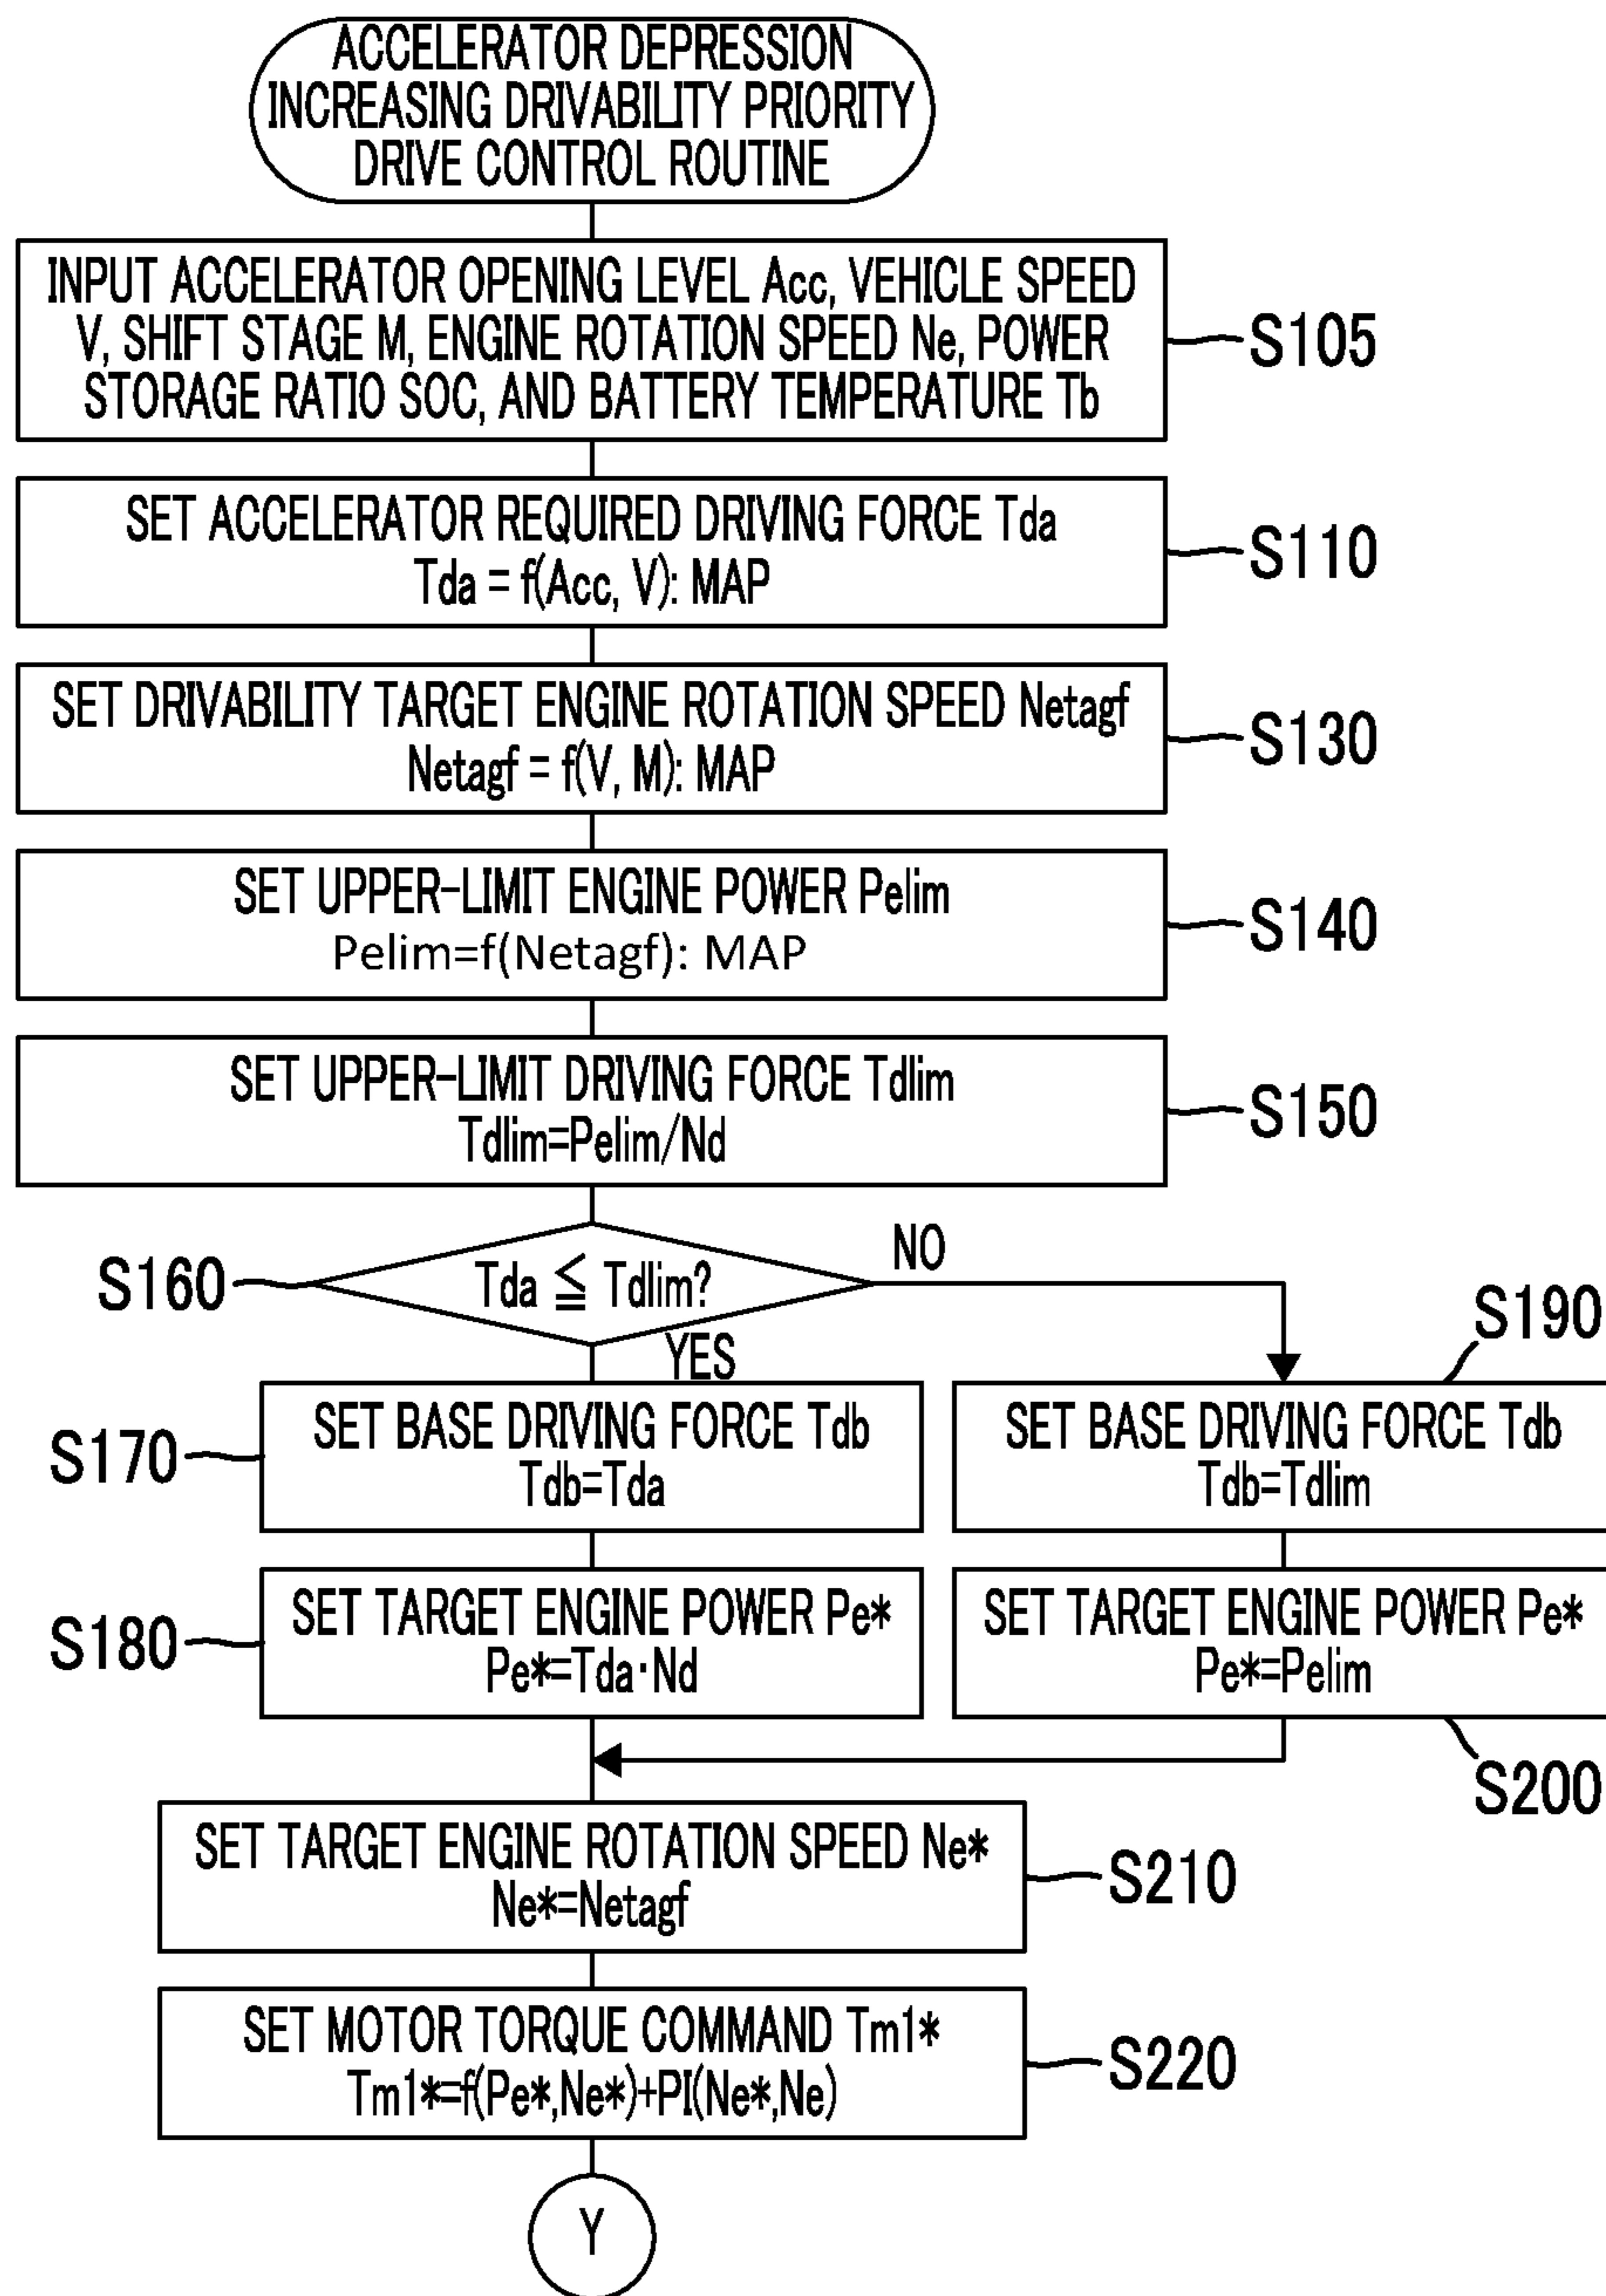 ACCELERATOR DEPRESSION
INCREASING DRIVABILITY PRIORITY
DRIVE CONTROL ROUTINE
INPUT ACCELERATOR OPENING LEVEL Acc, VEHICLE SPEED
V, SHIFT STAGE M, ENGINE ROTATION SPEED Ne, POWER
STORAGE RATIO SOC, AND BATTERY TEMPERATURE Tb
S105
SET ACCELERATOR REQUIRED DRIVING FORCE Tda
Tda = f(Acc, V): MAP
S110
SET DRIVABILITY TARGET ENGINE ROTATION SPEED Netagf
Netagf = f(V, M): MAP
S130
SET UPPER-LIMIT ENGINE POWER Pelim
Pelim=f(Netagf): MAP
S140
SET UPPER-LIMIT DRIVING FORCE Tdlim
Tdlim=Pelim/Nd
S150
S160
Tda ≦ Tdlim?
NO
YES
S190
S170
SET BASE DRIVING FORCE Tdb
Tdb=Tda
SET BASE DRIVING FORCE Tdb
Tdb=Tdlim
S180
SET TARGET ENGINE POWER Pe*
Pe*=Tda·Nd
SET TARGET ENGINE POWER Pe*
Pe*=Pelim
S200
SET TARGET ENGINE ROTATION SPEED Ne*
Ne*=Netagf
S210
SET MOTOR TORQUE COMMAND Tm1*
Tm1*=f(Pe*,Ne*)+PI(Ne*,Ne)
S220
Y